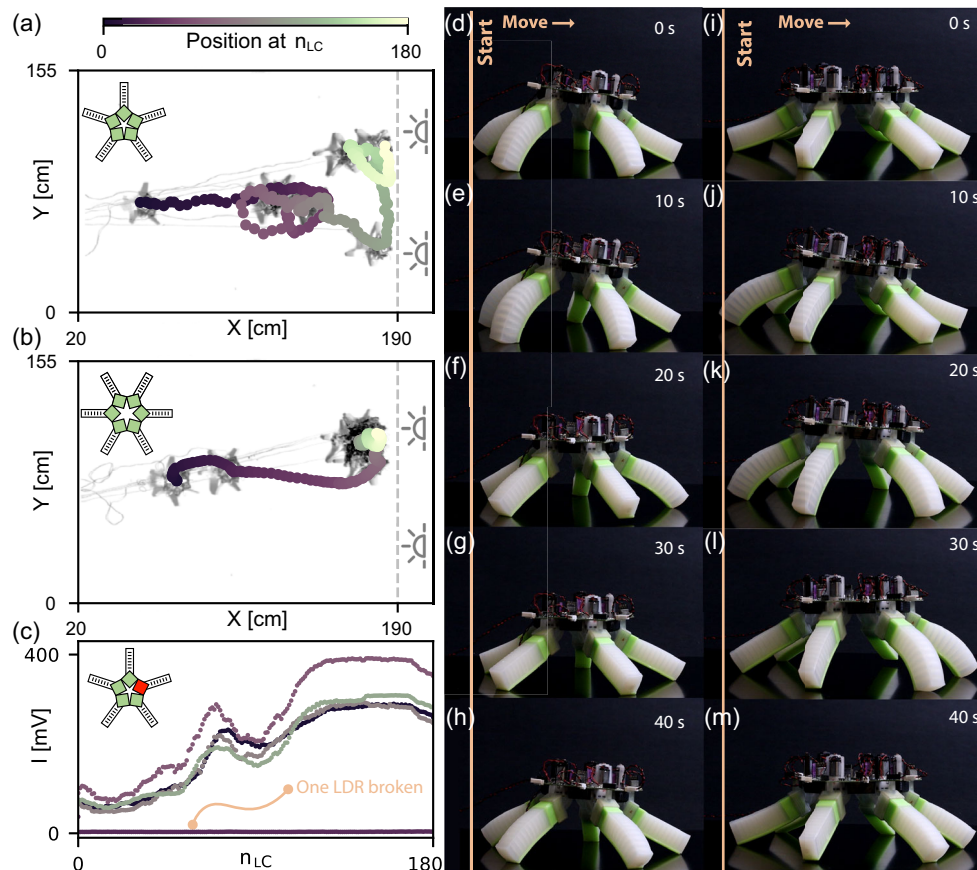 (a)
0
180
Position at nLC
155
Y [cm]
0
20
X [cm]
190
(b)
155
Y [cm]
0
20
X [cm]
190
(c)
400
I [mV]
0
One LDR broken
0
nLC
180
(d)
Start
Move →
0 s
(e)
10 s
(f)
20 s
(g)
30 s
(h)
40 s
(i)
Start
Move →
0 s
(j)
10 s
(k)
20 s
(l)
30 s
(m)
40 s